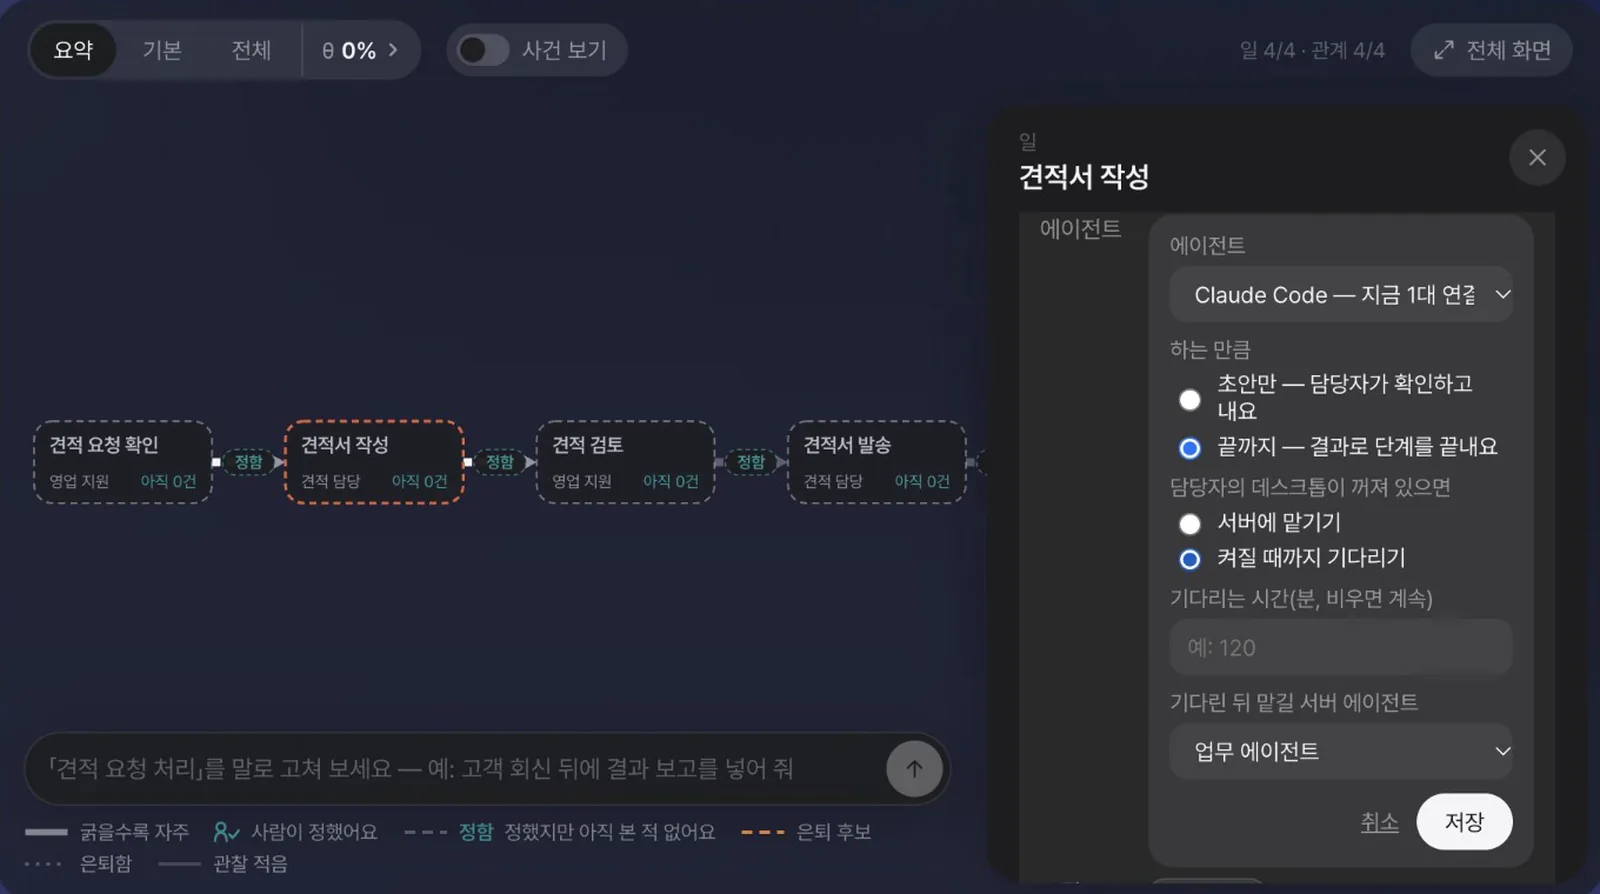 요약
기본
전체
θ 0% >
사건 보기
일 4/4 · 관계 4/4
전체 화면
견적 요청 확인
영업 지원
아직 0건
정함
견적서 작성
견적 담당
아직 0건
정함
견적 검토
영업 지원
아직 0건
정함
견적서 발송
견적 담당
아직 0건
「견적 요청 처리」를 말로 고쳐 보세요 — 예: 고객 회신 뒤에 결과 보고를 넣어 줘
굵을수록 자주
사람이 정했어요
정함 정했지만 아직 본 적 없어요
은퇴 후보
은퇴함
관찰 적음
일
견적서 작성
에이전트
에이전트
Claude Code — 지금 1대 연결
하는 만큼
초안만 — 담당자가 확인하고
내요
끝까지 — 결과로 단계를 끝내요
담당자의 데스크톱이 꺼져 있으면
서버에 맡기기
켜질 때까지 기다리기
기다리는 시간(분, 비우면 계속)
예: 120
기다린 뒤 맡길 서버 에이전트
업무 에이전트
취소
저장